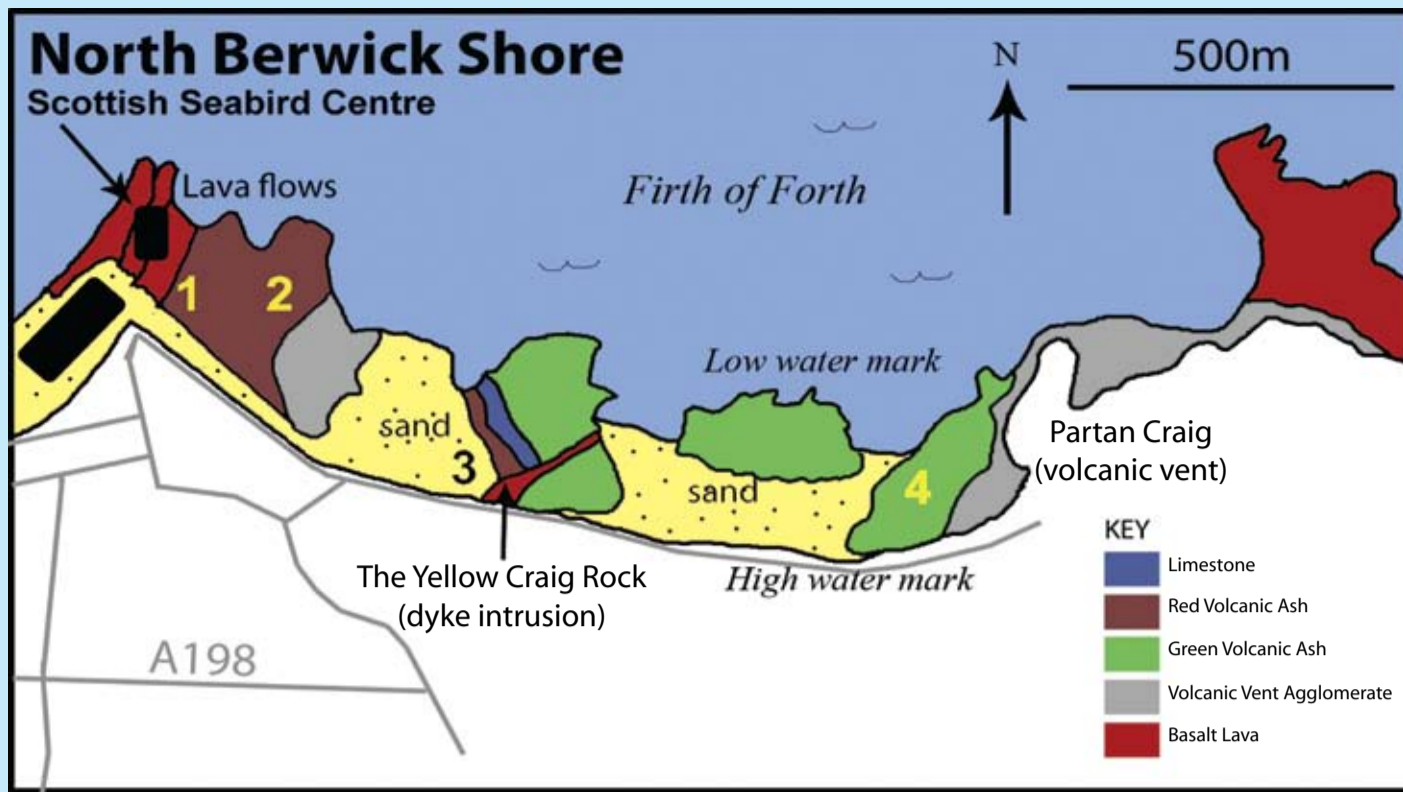 North Berwick Shore
Scottish Seabird Centre
N
500m
Lava flows
Firth of Forth
1
2
Low water mark
sand
3
sand
4
Partan Craig
(volcanic vent)
The Yellow Craig Rock
(dyke intrusion)
High water mark
A198
KEY
Limestone
Red Volcanic Ash
Green Volcanic Ash
Volcanic Vent Agglomerate
Basalt Lava